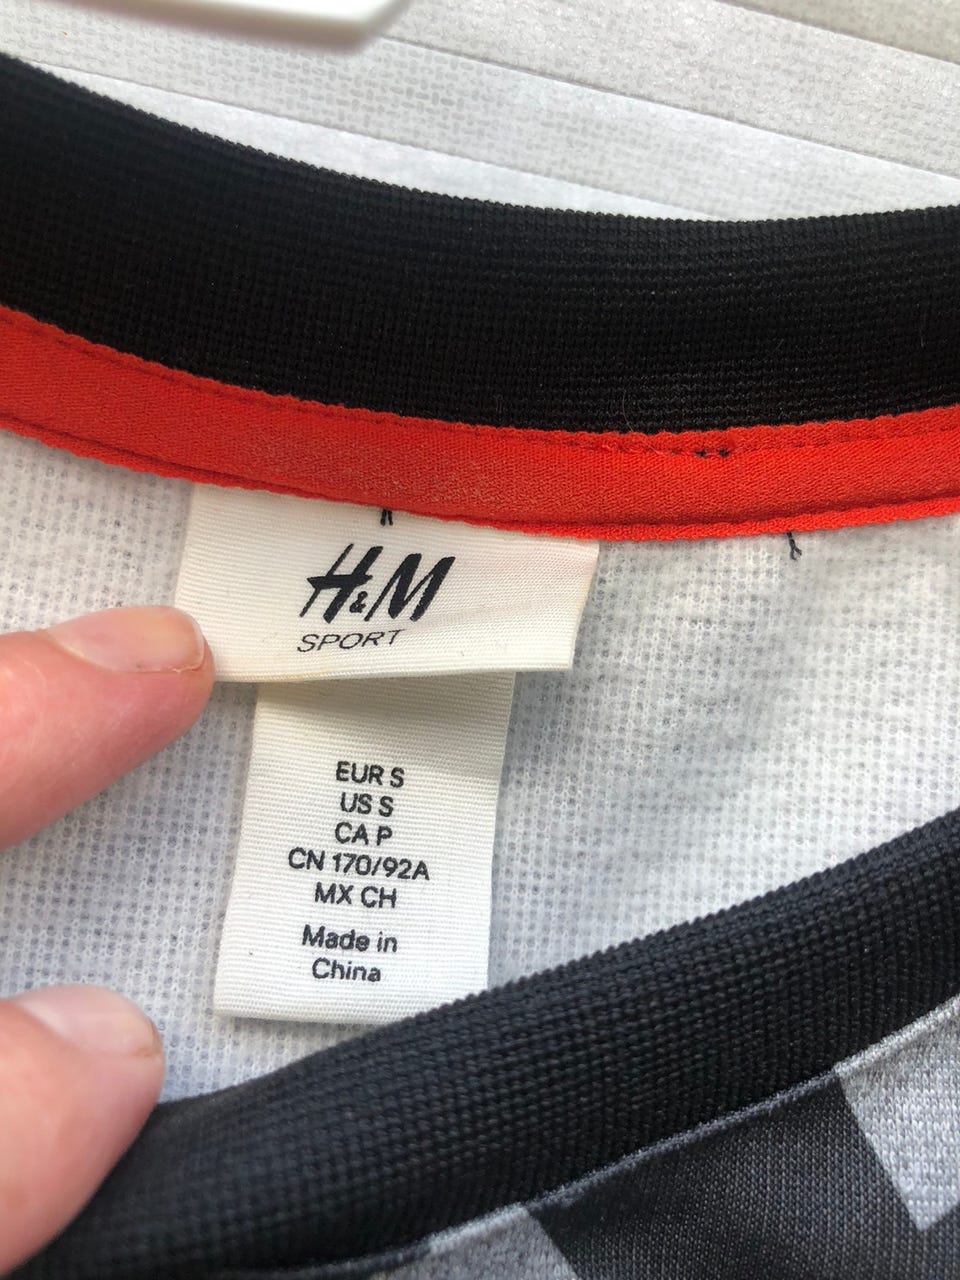 H&M
SPORT
EUR S
US S
CA P
CN 170/92A
MX CH
Made in
China